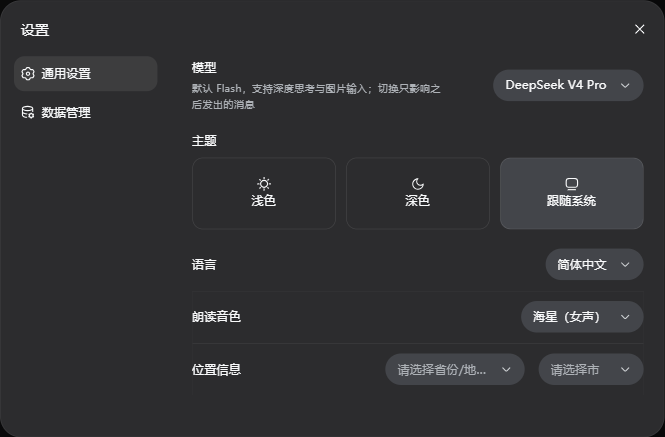 设置
通用设置
数据管理
模型
默认 Flash，支持深度思考与图片输入；切换只影响之
后发出的消息
DeepSeek V4 Pro
主题
浅色
深色
跟随系统
语言
简体中文
朗读音色
海星（女声）
位置信息
请选择省份/地...
请选择市